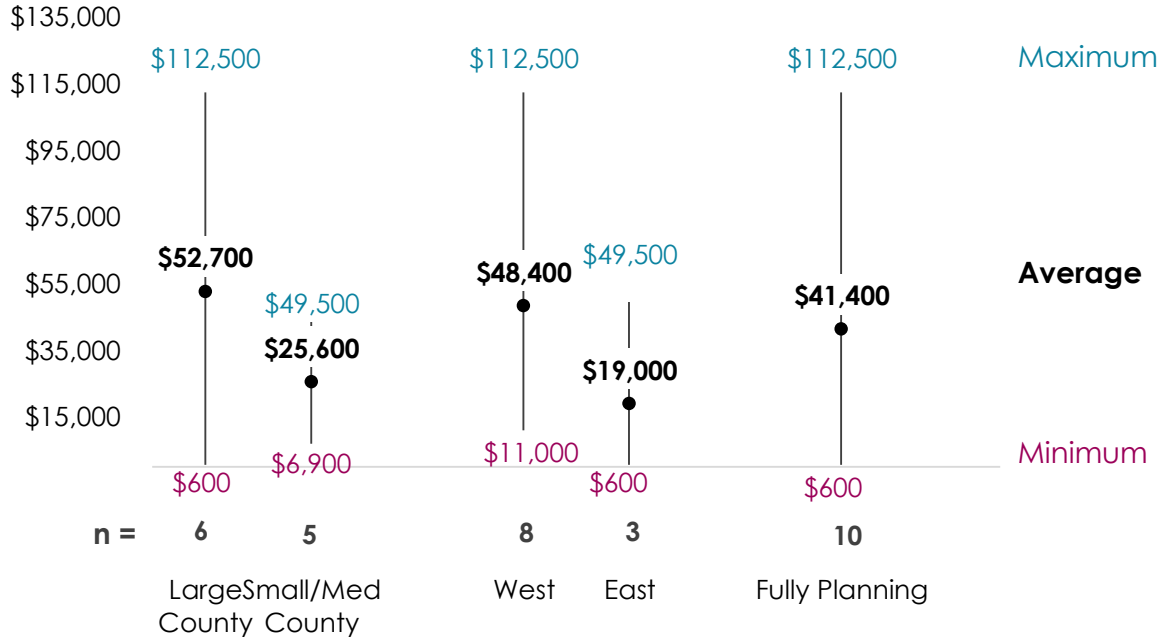 $135,000
$112,500 $112,500 $112,500 Maximum
$115,000
$95,000
$75,000
$52,700 $48,400 $49,500 Average
$55,000 $41,400
$49,500
$35,000 $25,600
$19,000
$15,000
$6,900 $11,000 Minimum
$600 $600 $600
n = 6 5 8 3 10
Large Small/Med West East Fully Planning
County County